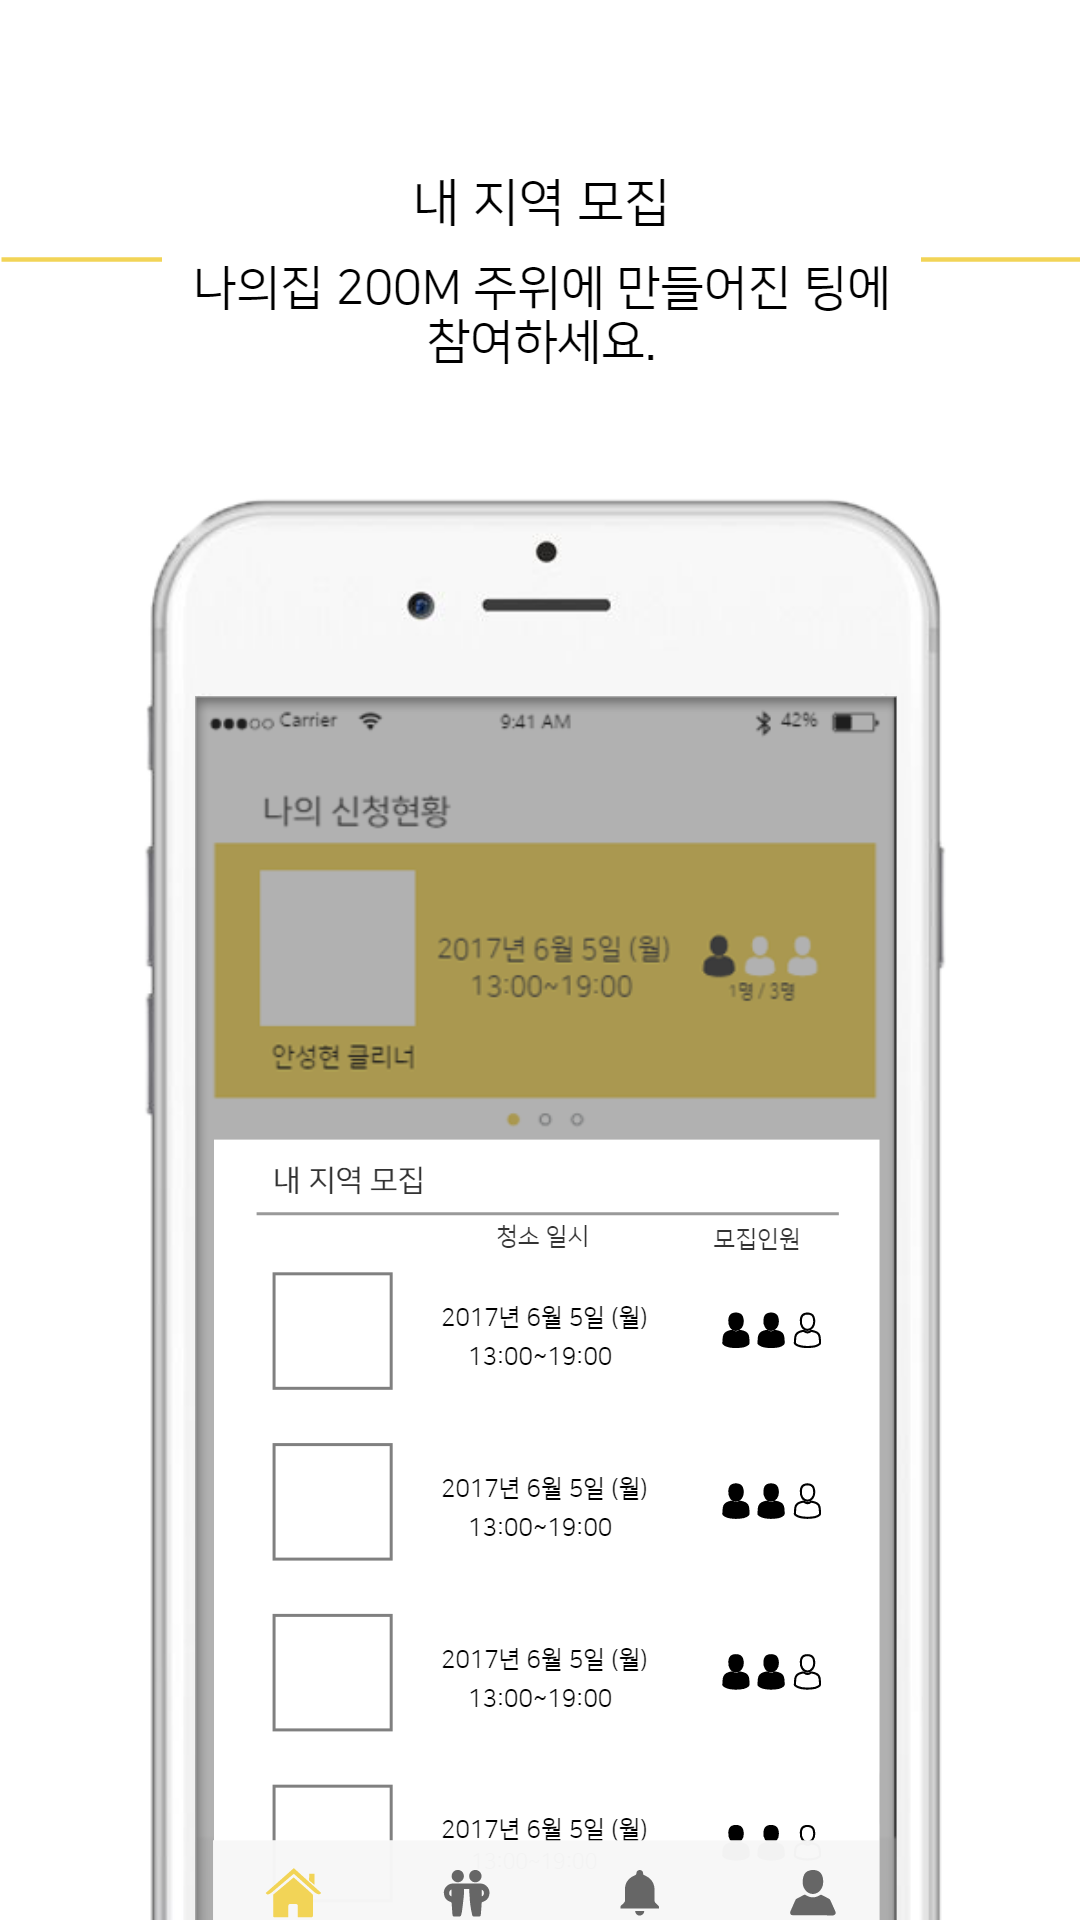 내 지역 모집
나의집 200M 주위에 만들어진 팅에
참여하세요.
Carrier 9:41 AM 42%
나의 신청현황
2017년 6월 5일 (월)
13:00~19:00
1명 / 3명
안성현 클리너
내 지역 모집
청소 일시 모집인원
2017년 6월 5일 (월)
13:00~19:00
2017년 6월 5일 (월)
13:00~19:00
2017년 6월 5일 (월)
13:00~19:00
2017년 6월 5일 (월)
13:00~19:00